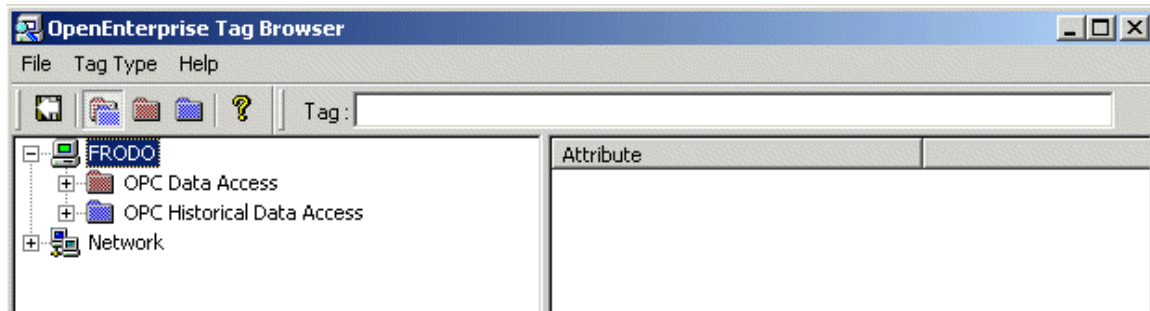 OpenEnterprise Tag Browser
File Tag Type Help
Tag :
FRODO
Attribute
OPC Data Access
OPC Historical Data Access
Network